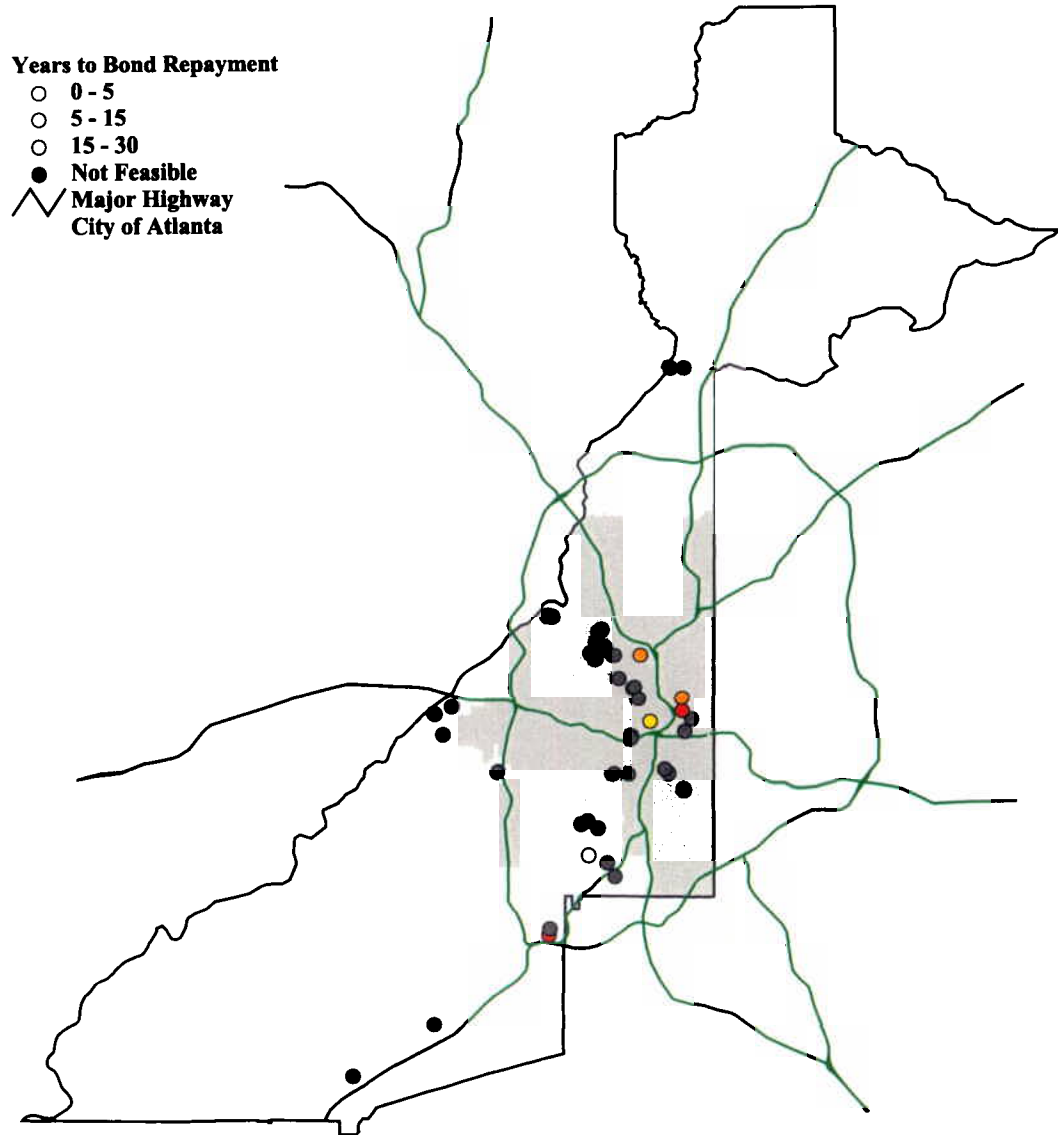 Years to Bond Repayment
0 - 5
5 - 15
15 - 30
Not Feasible
Major Highway
City of Atlanta